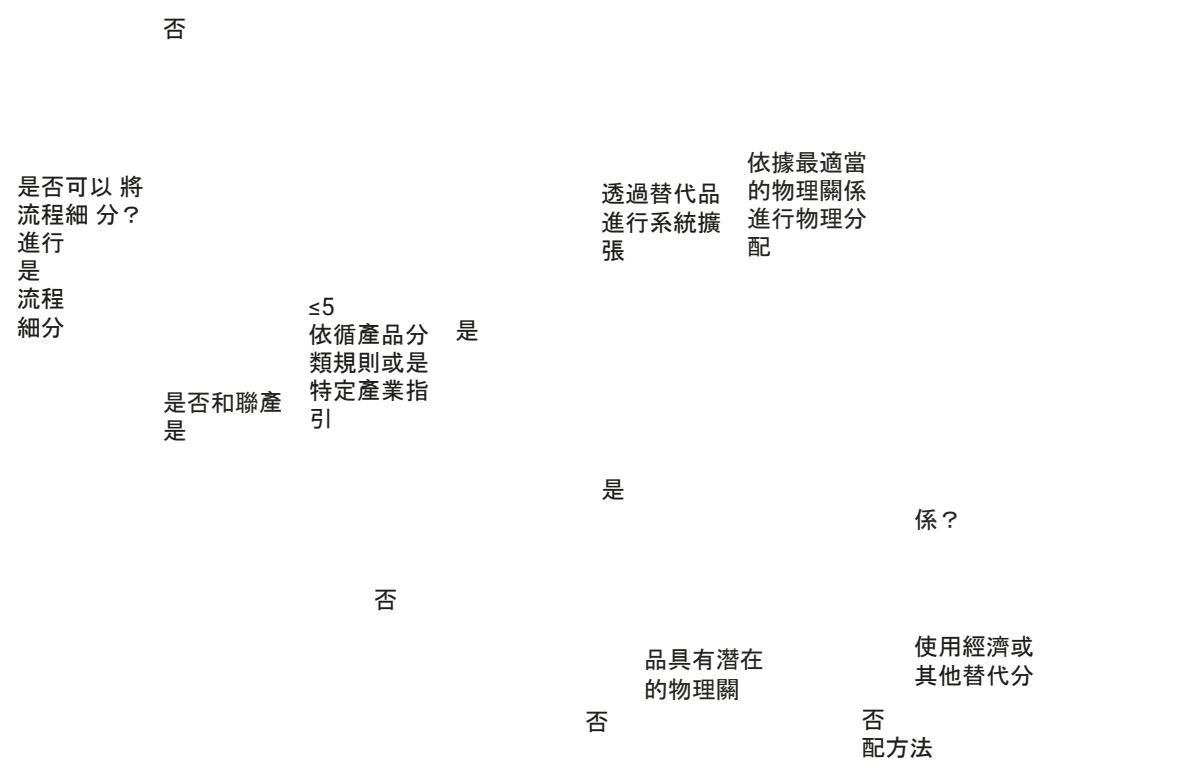 否
是否可以 將
流程細 分？
進行
是
流程
細分
是否和聯產
是
≤5
依循產品分
類規則或是
特定產業指
引
是
否
透過替代品
進行系統擴
張
依據最適當
的物理關係
進行物理分
配
是
係？
品具有潛在
的物理關
否
使用經濟或
其他替代分
否
配方法